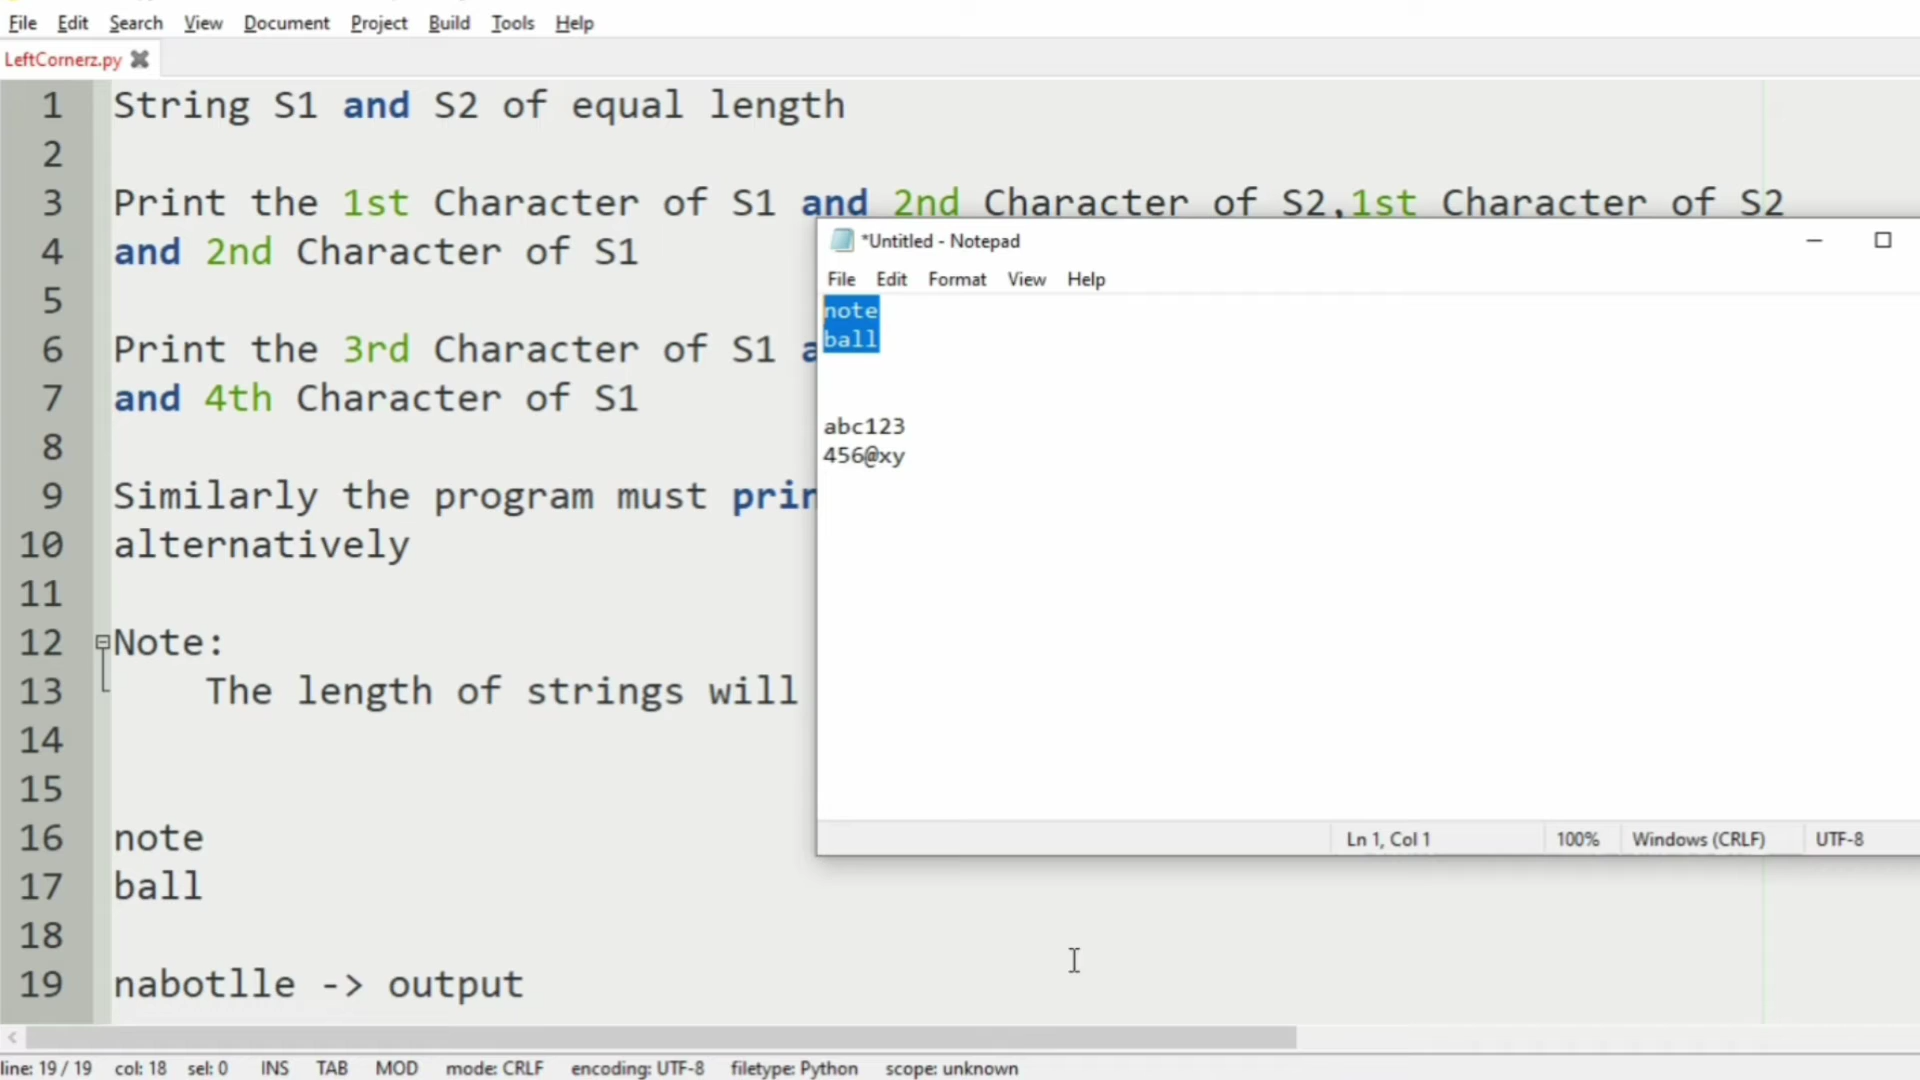 File Edit Search View Document Project Build Tools Help
LeftCornerz.py
1 String S1 and S2 of equal length
2
3 Print the 1st Character of S1 and 2nd Character of S2,1st Character of S2
4 and 2nd Character of S1
5
6 Print the 3rd Character of S1
7 and 4th Character of S1
8
9 Similarly the program must prin
10 alternatively
11
12 Note:
13 The length of strings will
14
15
16 note
17 ball
18
19 nabotlle -> output
*Untitled - Notepad
File Edit Format View Help
note
ball
abc123
456@xy
Ln 1, Col 1 100% Windows (CRLF) UTF-8
line: 19 / 19 col: 18 sel: 0 INS TAB MOD mode: CRLF encoding: UTF-8 filetype: Python scope: unknown